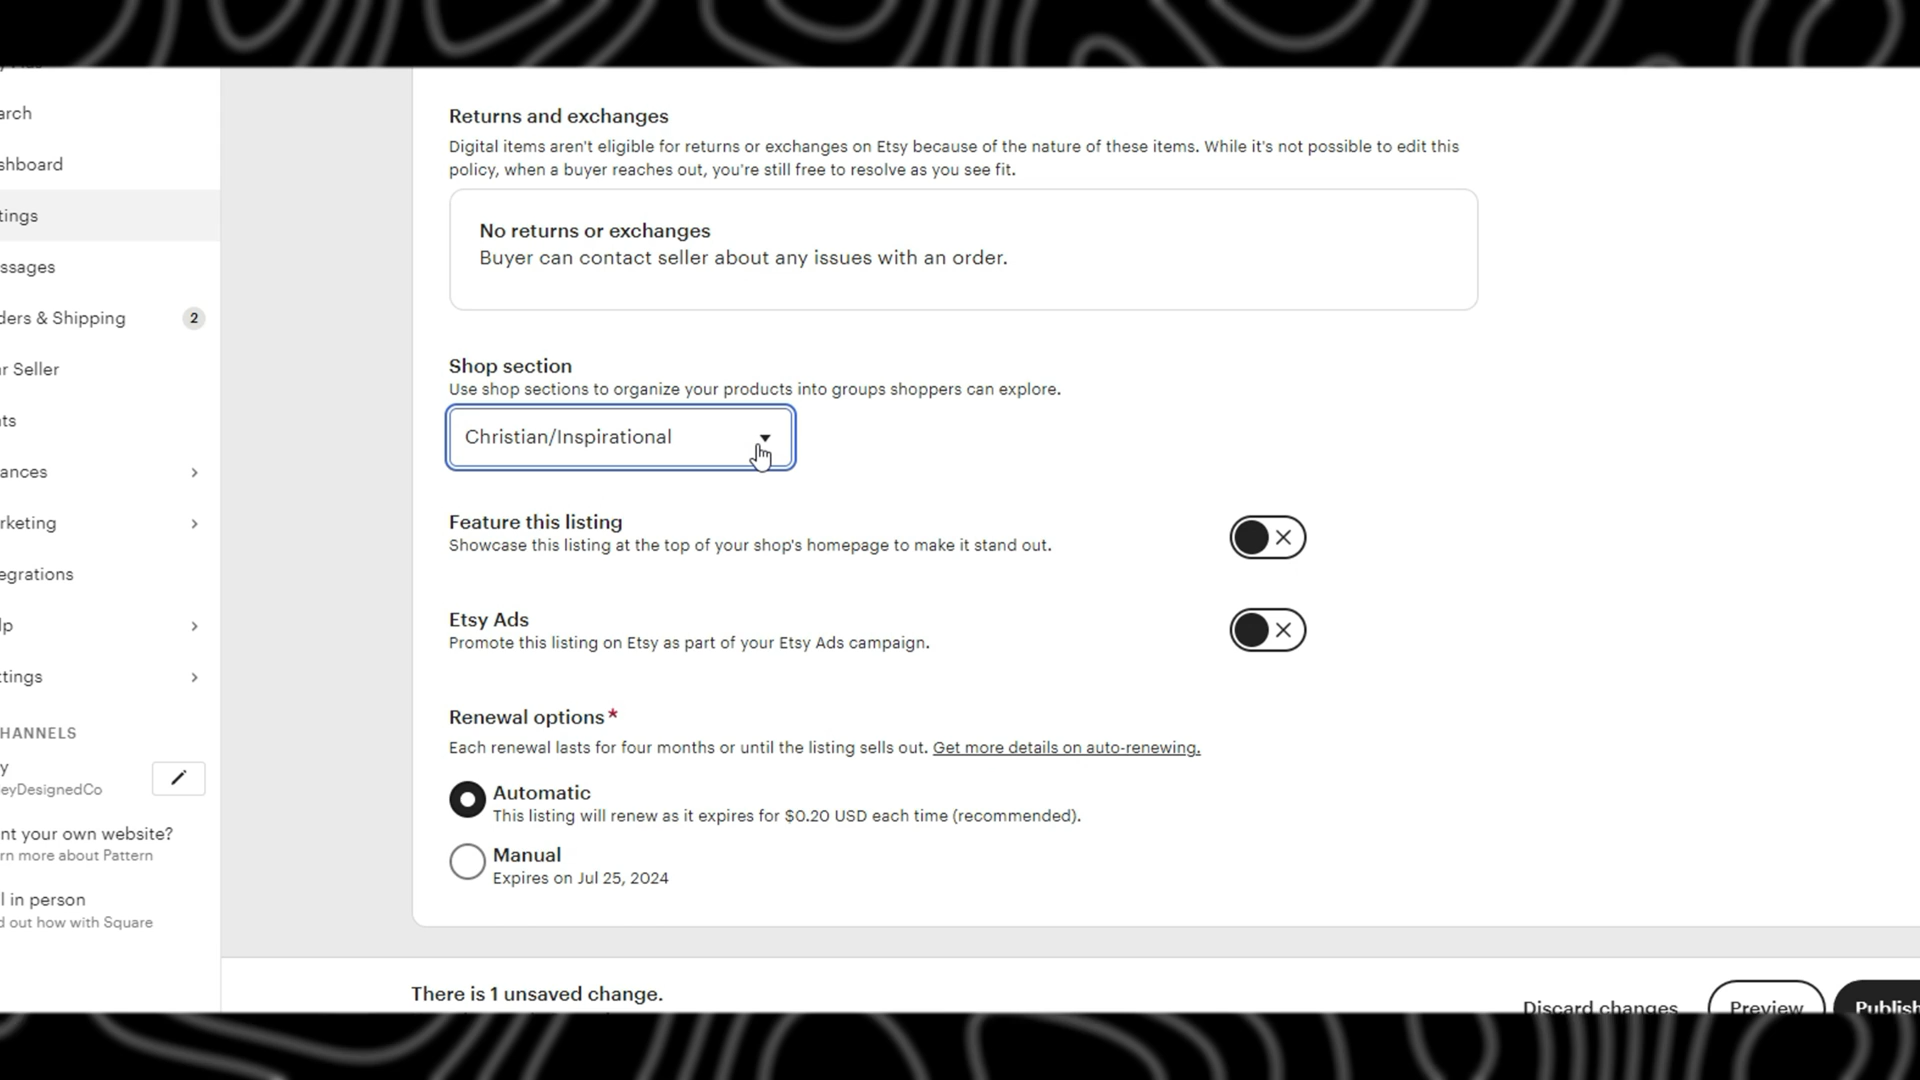 arch
shboard
tings
ssages
ders & Shipping 2
r Seller
ts
ances
rketing
egrations
lp
ttings
HANNELS
y
eyDesignedCo
nt your own website?
rn more about Pattern
l in person
d out how with Square
Returns and exchanges
Digital items aren't eligible for returns or exchanges on Etsy because of the nature of these items. While it's not possible to edit this
policy, when a buyer reaches out, you're still free to resolve as you see fit.
No returns or exchanges
Buyer can contact seller about any issues with an order.
Shop section
Use shop sections to organize your products into groups shoppers can explore.
Christian/Inspirational
Feature this listing
Showcase this listing at the top of your shop's homepage to make it stand out.
Etsy Ads
Promote this listing on Etsy as part of your Etsy Ads campaign.
Renewal options*
Each renewal lasts for four months or until the listing sells out. Get more details on auto-renewing.
Automatic
This listing will renew as it expires for $0.20 USD each time (recommended).
Manual
Expires on Jul 25, 2024
There is 1 unsaved change.
Discard changes Preview Publish